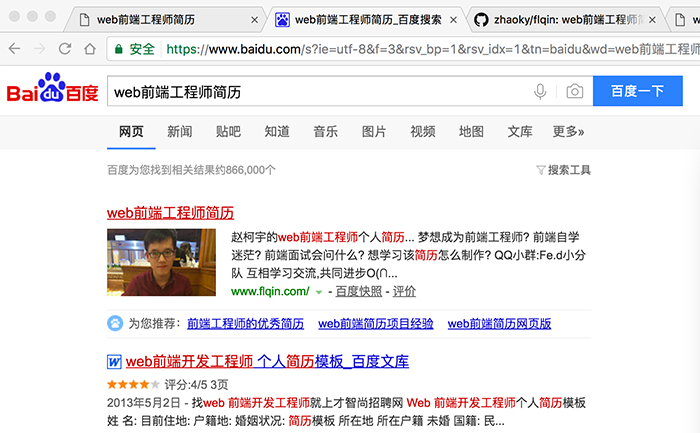 web前端工程师简历
web前端工程师简历_百度搜索
zhaoky/flqin: web前端工程师简
安全 https://www.baidu.com/s?ie=utf-8&f=3&rsv_bp=1&rsv_idx=1&tn=baidu&wd=web前端工程师
Bai du 百度 web前端工程师简历 百度一下
网页 新闻 贴吧 知道 音乐 图片 视频 地图 文库 更多»
百度为您找到相关结果约866,000个 搜索工具
web前端工程师简历
赵柯宇的web前端工程师个人简历... 梦想成为前端工程师? 前端自学
迷茫? 前端面试会问什么? 想学习该简历怎么制作? QQ小群:Fe.d小分
队 互相学习交流,共同进步O(∩...
www.flqin.com/ - 百度快照 - 评价
为您推荐: 前端工程师的优秀简历 web前端简历项目经验 web前端简历网页版
W web前端开发工程师 个人简历模板_百度文库
评分:4/5 3页
2013年5月2日 - 找web 前端开发工程师就上才智尚招聘网 Web 前端开发工程师个人简历模板
姓 名: 目前住地: 户籍地: 婚姻状况: 简历模板 所在地 所在户籍 未婚 国籍: 民...